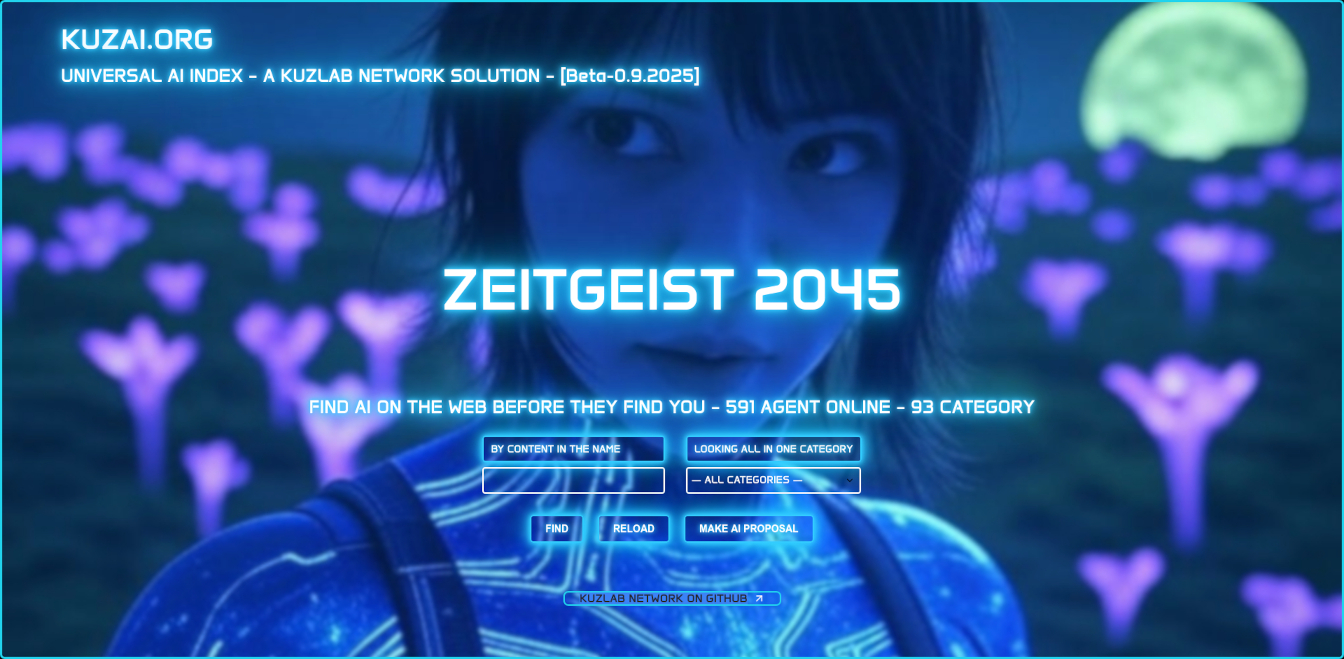 KUZAI.ORG
UNIVERSAL AI INDEX - A KUZLAB NETWORK SOLUTION - [Beta-0.9.2025]
ZEITGEIST 2045
FIND AI ON THE WEB BEFORE THEY FIND YOU - 591 AGENT ONLINE - 93 CATEGORY
BY CONTENT IN THE NAME LOOKING ALL IN ONE CATEGORY
— ALL CATEGORIES —
FIND RELOAD MAKE AI PROPOSAL
KUZLAB NETWORK ON GITHUB